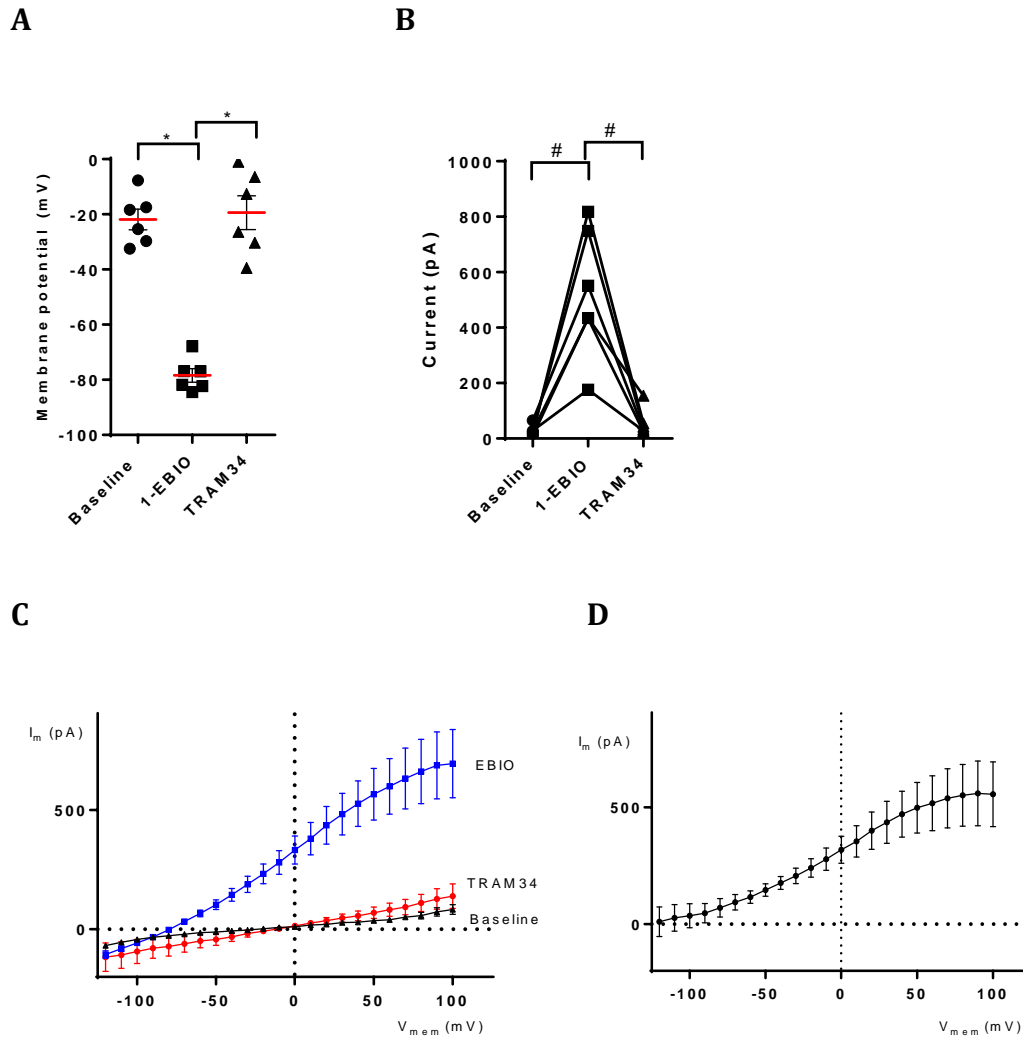 A
B
*
*
#
#
Membrane potential (mV)
0
-20
-40
-60
-80
-100
Baseline
1-EBIO
TRAM34
Current (pA)
1000
800
600
400
200
0
Baseline
1-EBIO
TRAM34
C
D
Im (pA)
500
0
EBIO
TRAM34
Baseline
-100
-50
0
50
100
Vmem (mV)
Im (pA)
500
0
-100
-50
0
50
100
Vmem (mV)